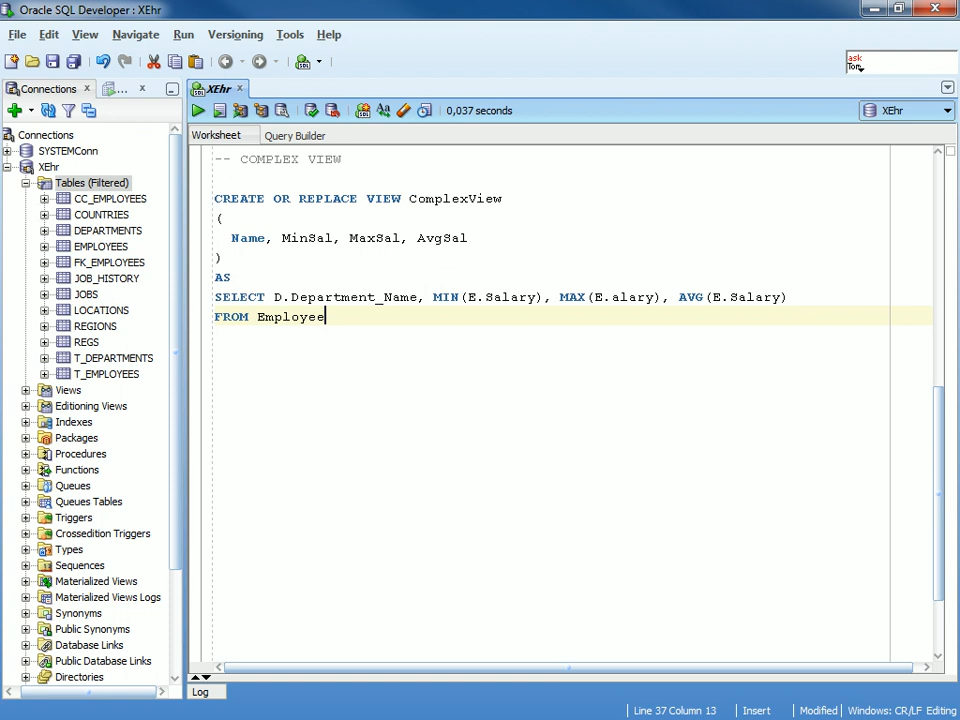 Oracle SQL Developer : XEhr
File Edit View Navigate Run Versioning Tools Help
ask
Tom
Connections
...
XEhr
0,037 seconds
XEhr
Worksheet
Query Builder
Connections
SYSTEMConn
XEhr
Tables (Filtered)
CC_EMPLOYEES
COUNTRIES
DEPARTMENTS
EMPLOYEES
FK_EMPLOYEES
JOB_HISTORY
JOBS
LOCATIONS
REGIONS
REGS
T_DEPARTMENTS
T_EMPLOYEES
Views
Editioning Views
Indexes
Packages
Procedures
Functions
Queues
Queues Tables
Triggers
Crossedition Triggers
Types
Sequences
Materialized Views
Materialized Views Logs
Synonyms
Public Synonyms
Database Links
Public Database Links
Directories
-- COMPLEX VIEW
CREATE OR REPLACE VIEW ComplexView
(
Name, MinSal, MaxSal, AvgSal
)
AS
SELECT D.Department_Name, MIN(E.Salary), MAX(E.alary), AVG(E.Salary)
FROM Employee
Log
Line 37 Column 13
Insert
Modified
Windows: CR/LF Editing